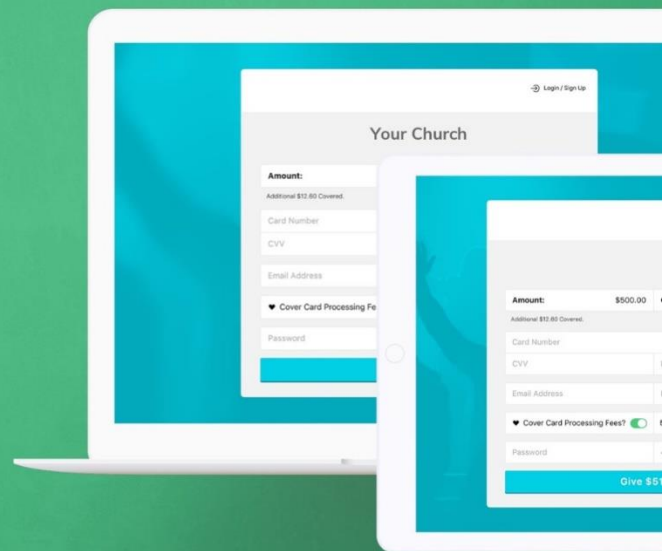 Login / Sign Up
Your Church
Amount:
Additional $12.60 Covered.
Card Number
CVV
Email Address
Cover Card Processing Fe
Password
Amount: $500.00
Additional $12.60 Covered.
Card Number
CVV
Email Address
Cover Card Processing Fees?
Password
Give $51